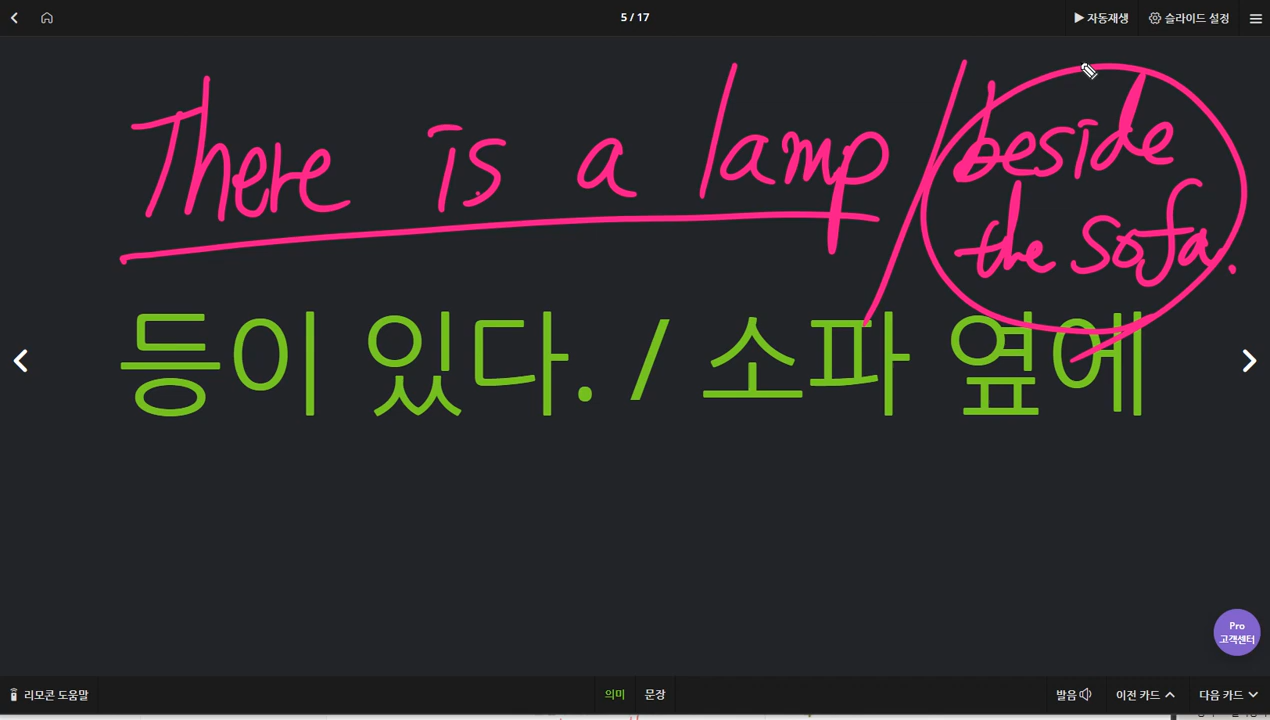 5 / 17
자동재생
슬라이드 설정
There is a lamp / beside
the sofa.
등이 있다. / 소파 옆에
Pro
고객센터
리모콘 도움말
의미
문장
발음
이전 카드
다음 카드